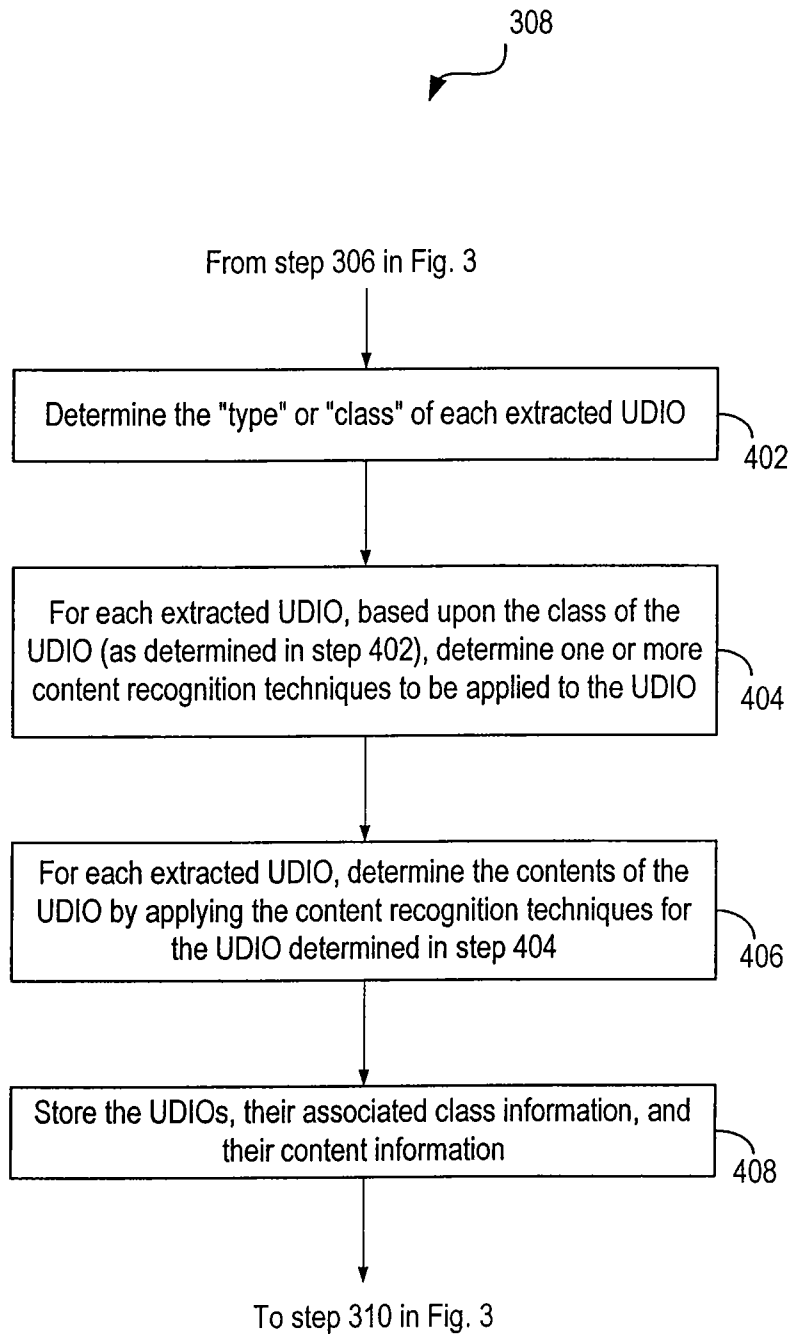 308
From step 306 in Fig. 3
Determine the "type" or "class" of each extracted UDIO
402
For each extracted UDIO, based upon the class of the
UDIO (as determined in step 402), determine one or more
content recognition techniques to be applied to the UDIO
404
For each extracted UDIO, determine the contents of the
UDIO by applying the content recognition techniques for
the UDIO determined in step 404
406
Store the UDIOs, their associated class information, and
their content information
408
To step 310 in Fig. 3